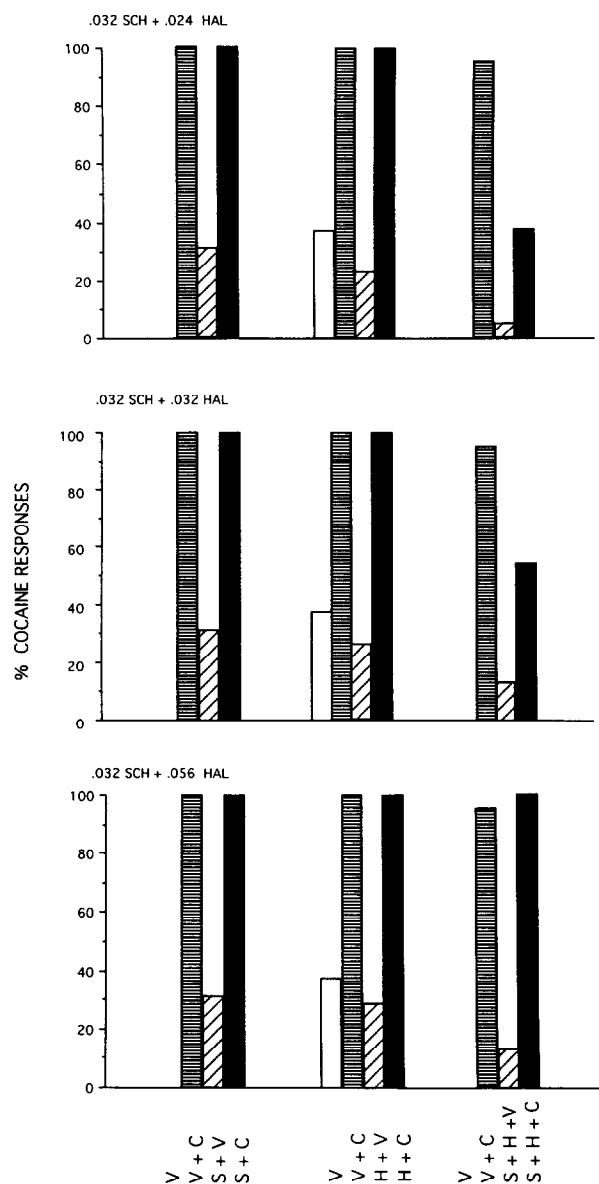 .032 SCH + .024 HAL
100
80
60
40
20
0
.032 SCH + .032 HAL
100
80
60
40
20
0
% COCAINE RESPONSES
.032 SCH + .056 HAL
100
80
60
40
20
0
V
V + C
S + V
S + C
V
V + C
H + V
H + C
V
V + C
S + H + V
S + H + C